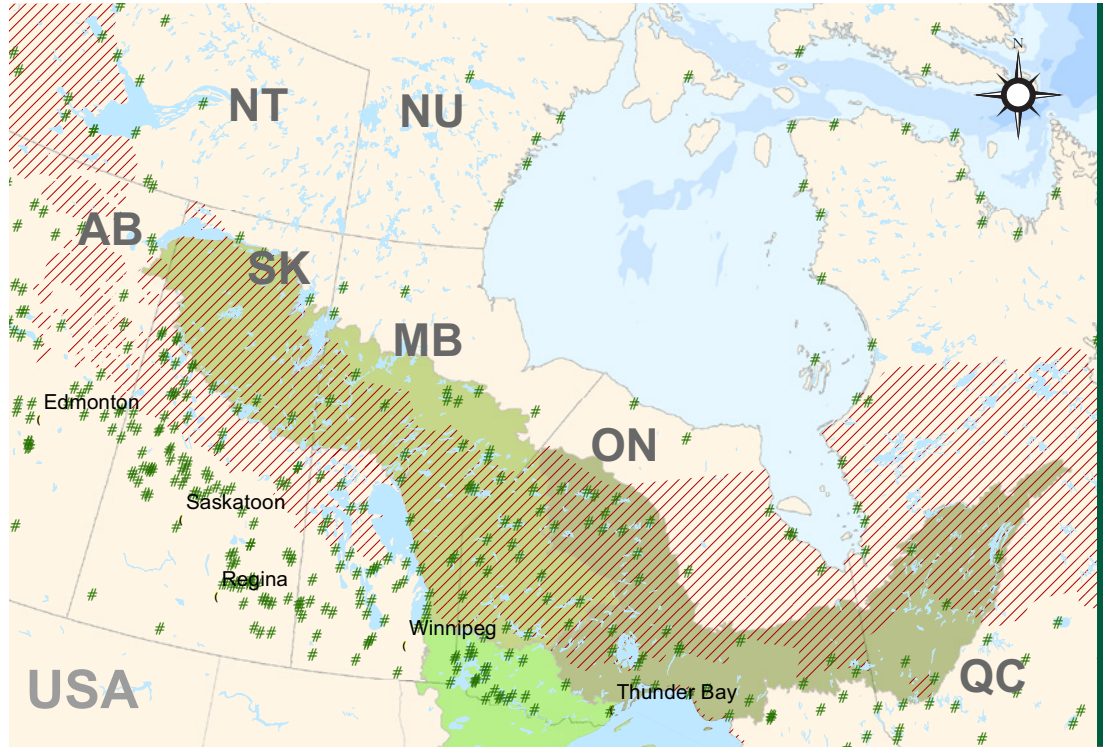 N
NT
NU
AB
SK
MB
Edmonton
ON
Saskatoon
Regina
Winnipeg
QC
USA
Thunder Bay